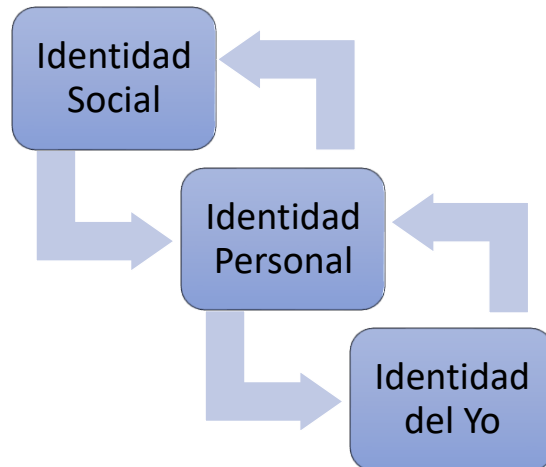 Identidad
Social
Identidad
Personal
Identidad
del Yo